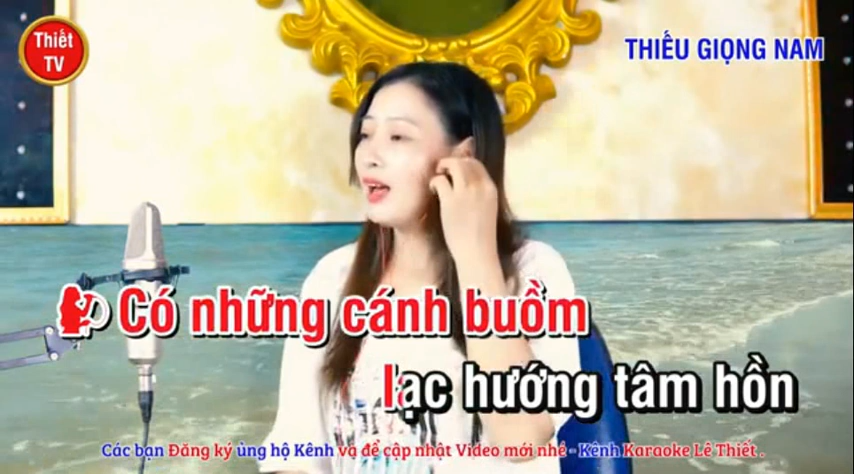 Thiết
TV
THIẾU GIỌNG NAM
Có những cánh buồm
lạc hướng tâm hồn
Các bạn Đăng ký ủng hộ Kênh và để cập nhật Video mới nhé - Kênh Karaoke Lê Thiết .